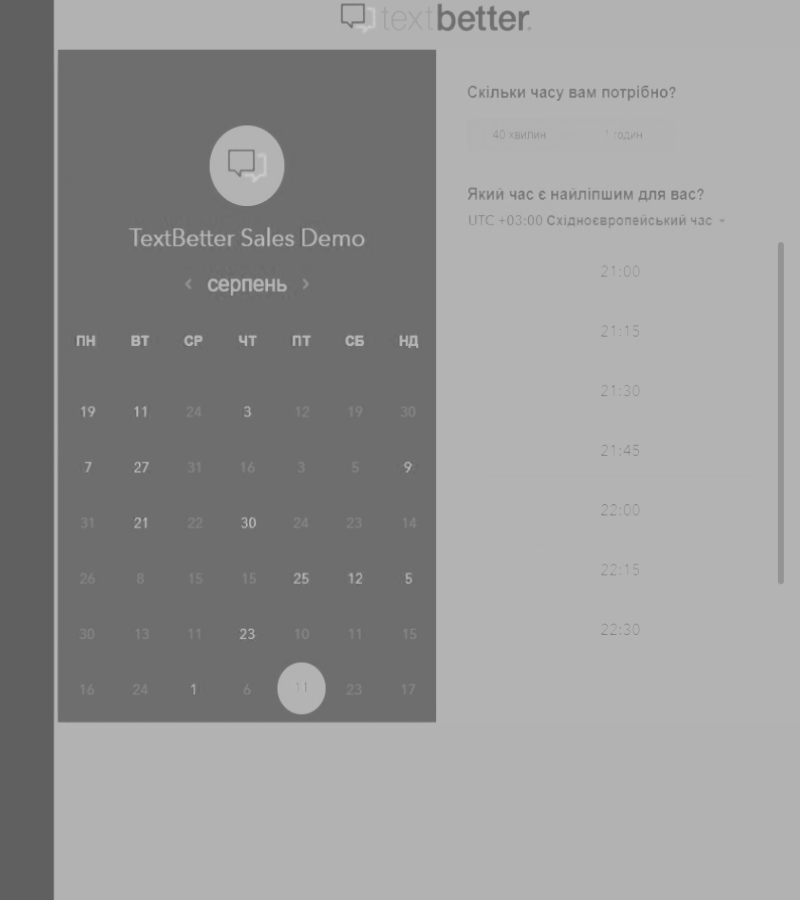 textbetter.
TextBetter Sales Demo
‹ серпень ›
ПН ВТ СР ЧТ ПТ СБ НД
19 11 24 3 12 19 30
7 27 31 16 3 5 9
31 21 22 30 24 23 14
26 8 15 15 25 12 5
30 13 11 23 10 11 15
16 24 1 6 11 23 17
Скільки часу вам потрібно?
40 хвилин 1 годин
Який час є найліпшим для вас?
UTC +03:00 Східноєвропейський час
21:00
21:15
21:30
21:45
22:00
22:15
22:30